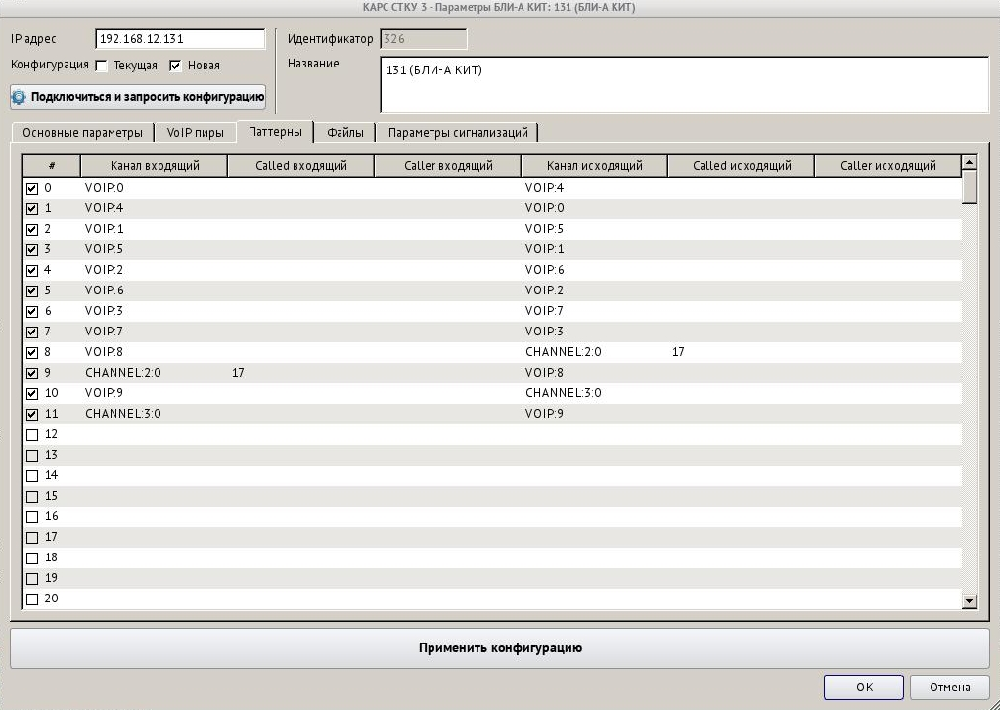 КАРС СТКУ 3 - Параметры БЛИ-А КИТ: 131 (БЛИ-А КИТ)
IP адрес 192.168.12.131 Идентификатор 326
Конфигурация Текущая Новая Название 131 (БЛИ-А КИТ)
Подключиться и запросить конфигурацию
Основные параметры VoIP пиры Паттерны Файлы Параметры сигнализаций
# Канал входящий Called входящий Caller входящий Канал исходящий Called исходящий Caller исходящий
0 VOIP:0 VOIP:4
1 VOIP:4 VOIP:0
2 VOIP:1 VOIP:5
3 VOIP:5 VOIP:1
4 VOIP:2 VOIP:6
5 VOIP:6 VOIP:2
6 VOIP:3 VOIP:7
7 VOIP:7 VOIP:3
8 VOIP:8 CHANNEL:2:0 17
9 CHANNEL:2:0 17 VOIP:8
10 VOIP:9 CHANNEL:3:0
11 CHANNEL:3:0 VOIP:9
12
13
14
15
16
17
18
19
20
Применить конфигурацию
OK Отмена